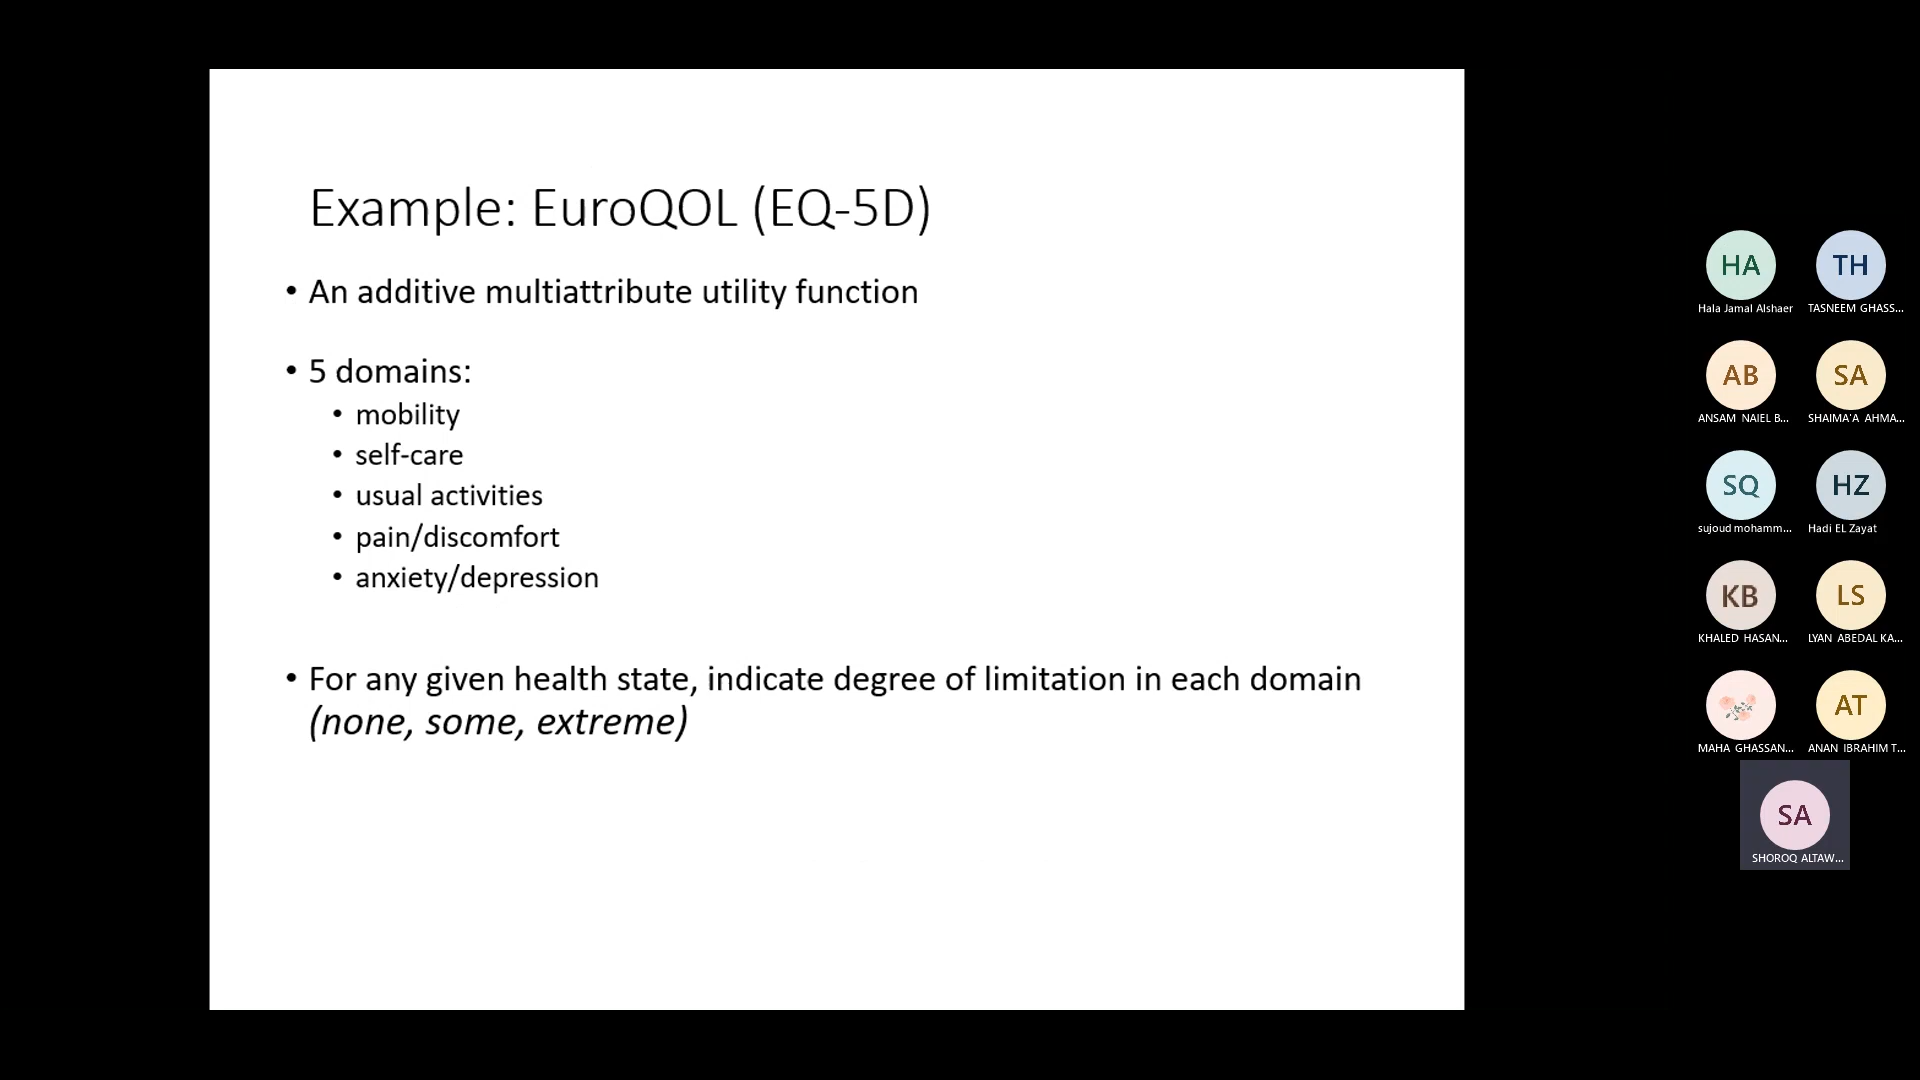 Example: EuroQOL (EQ-5D)
• An additive multiattribute utility function
• 5 domains:
• mobility
• self-care
• usual activities
• pain/discomfort
• anxiety/depression
• For any given health state, indicate degree of limitation in each domain
(none, some, extreme)
HA TH
Hala Jamal Alshaer TASNEEM GHASS...
AB SA
ANSAM NAIEL B... SHAIMA'A AHMA...
SQ HZ
sujoud mohamm... Hadi EL Zayat
KB LS
KHALED HASAN... LYAN ABEDAL KA...
AT
MAHA GHASSAN... ANAN IBRAHIM T...
SA
SHOROQ ALTAW...